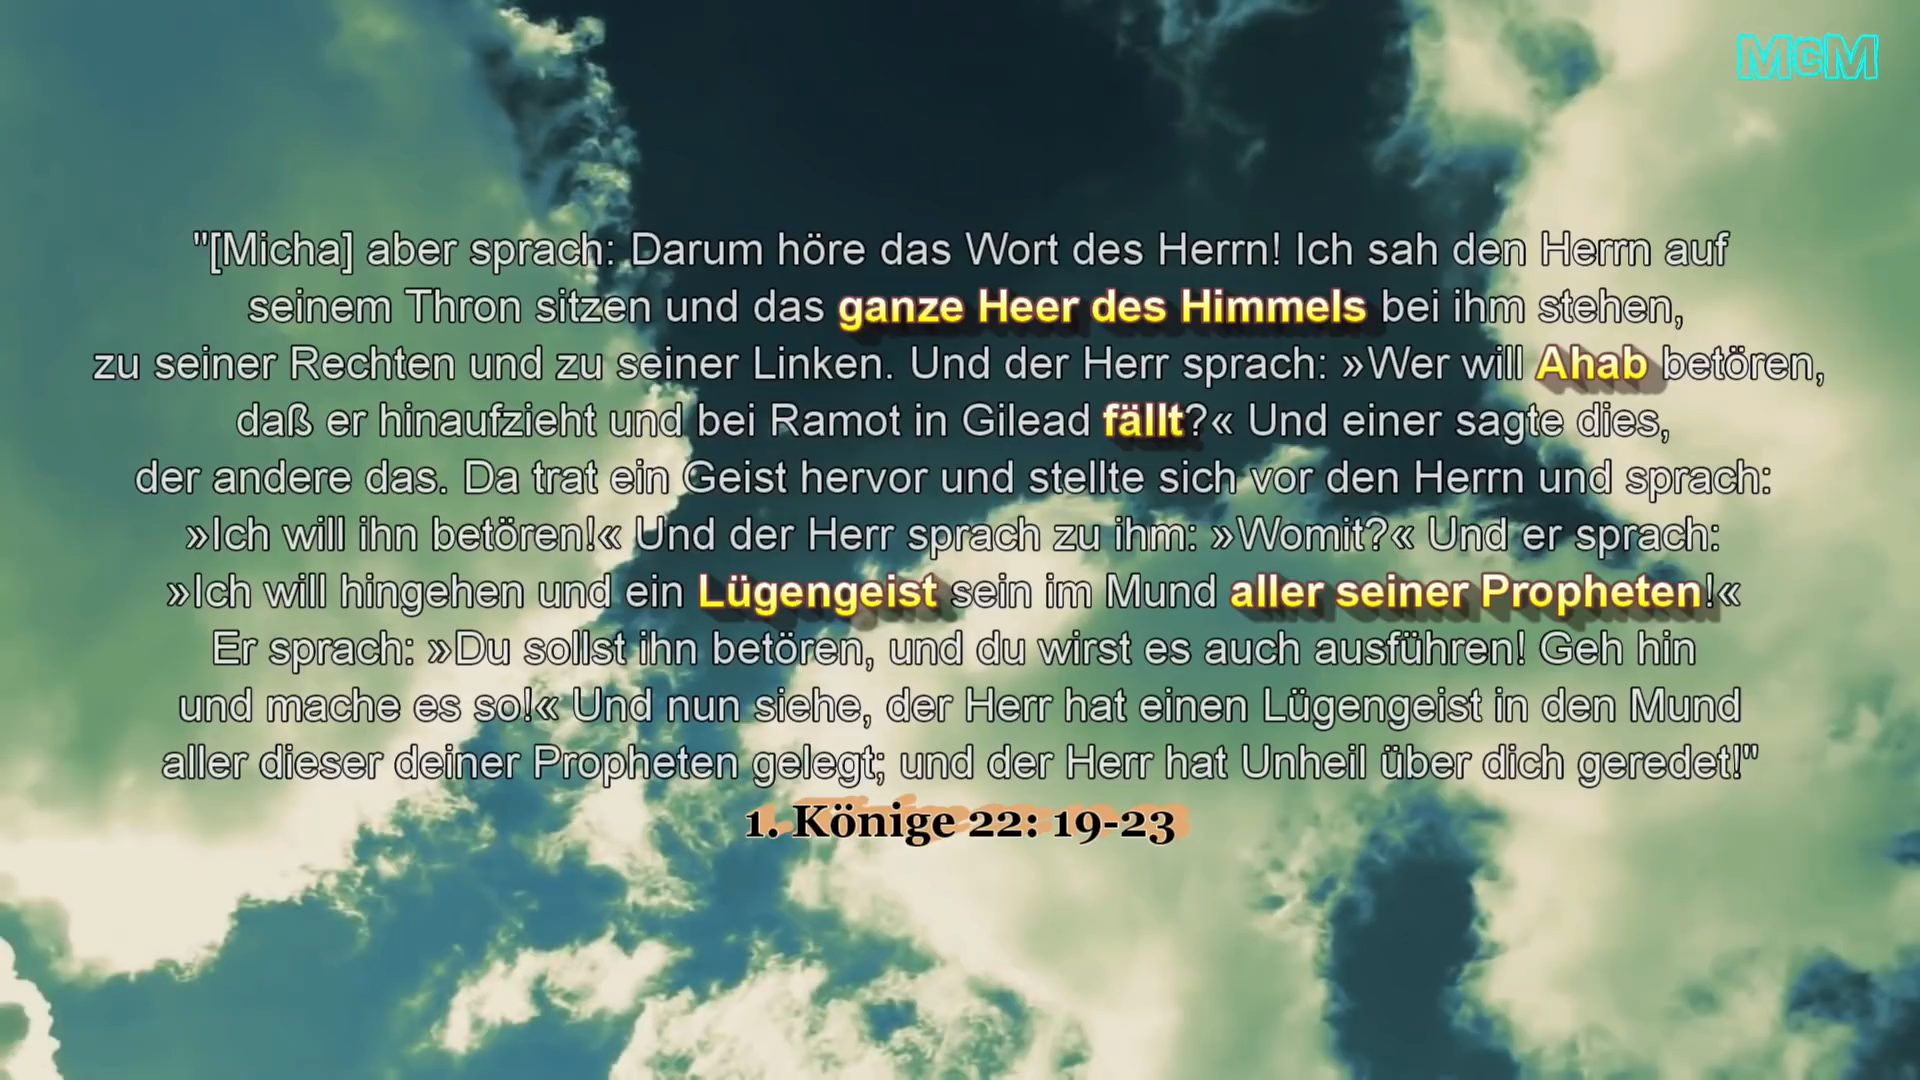 McM
"[Micha] aber sprach: Darum höre das Wort des Herrn! Ich sah den Herrn auf
seinem Thron sitzen und das ganze Heer des Himmels bei ihm stehen,
zu seiner Rechten und zu seiner Linken. Und der Herr sprach: »Wer will Ahab betören,
daß er hinaufzieht und bei Ramot in Gilead fällt?« Und einer sagte dies,
der andere das. Da trat ein Geist hervor und stellte sich vor den Herrn und sprach:
»Ich will ihn betören!« Und der Herr sprach zu ihm: »Womit?« Und er sprach:
»Ich will hingehen und ein Lügengeist sein im Mund aller seiner Propheten!«
Er sprach: »Du sollst ihn betören, und du wirst es auch ausführen! Geh hin
und mache es so!« Und nun siehe, der Herr hat einen Lügengeist in den Mund
aller dieser deiner Propheten gelegt; und der Herr hat Unheil über dich geredet!"
1. Könige 22: 19-23